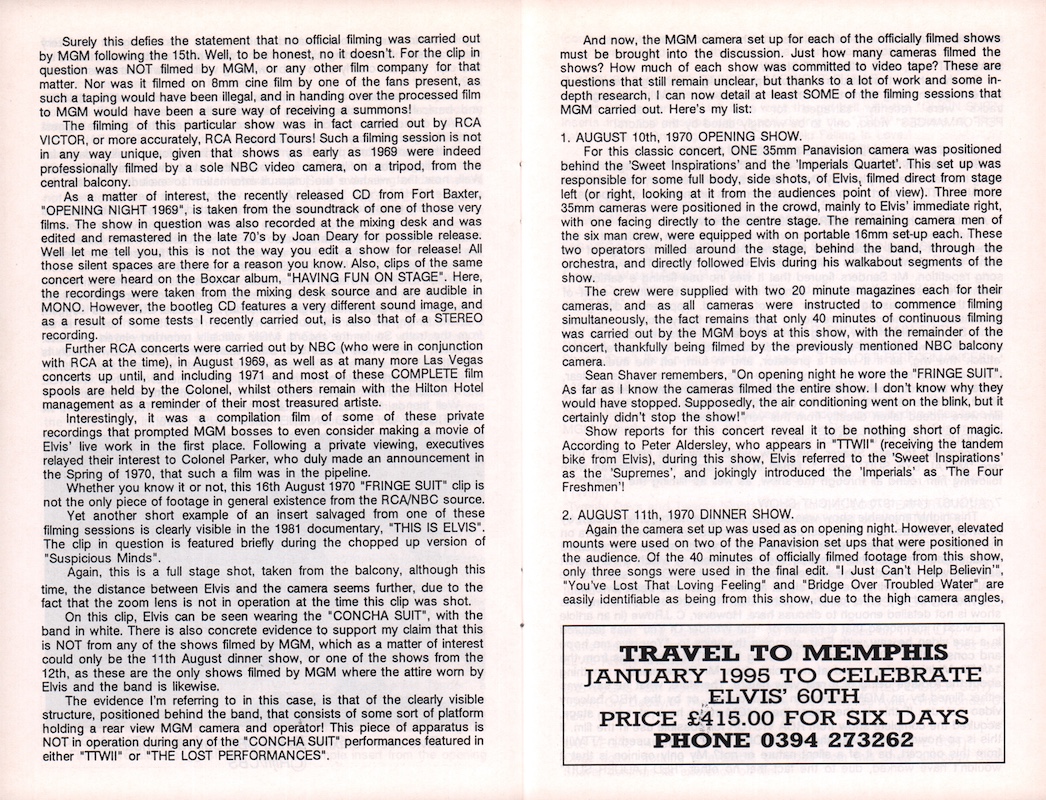 Surely this defies the statement that no official filming was carried out
by MGM following the 15th. Well, to be honest, no it doesn't. For the clip in
question was NOT filmed by MGM, or any other film company for that
matter. Nor was it filmed on 8mm cine film by one of the fans present, as
such a taping would have been illegal, and in handing over the processed film
to MGM would have been a sure way of receiving a summons!
The filming of this particular show was in fact carried out by RCA
VICTOR, or more accurately, RCA Record Tours! Such a filming session is not
in any way unique, given that shows as early as 1969 were indeed
professionally filmed by a sole NBC video camera, on a tripod, from the
central balcony.
As a matter of interest, the recently released CD from Fort Baxter,
"OPENING NIGHT 1969", is taken from the soundtrack of one of those very
films. The show in question was also recorded at the mixing desk and was
edited and remastered in the late 70's by Joan Deary for possible release.
Well let me tell you, this is not the way you edit a show for release! All
those silent spaces are there for a reason you know. Also, clips of the same
concert were heard on the Boxcar album, "HAVING FUN ON STAGE". Here,
the recordings were taken from the mixing desk source and are audible in
MONO. However, the bootleg CD features a very different sound image, and
as a result of some tests I recently carried out, is also that of a STEREO
recording.
Further RCA concerts were carried out by NBC (who were in conjunction
with RCA at the time), in August 1969, as well as at many more Las Vegas
concerts up until, and including 1971 and most of these COMPLETE film
spools are held by the Colonel, whilst others remain with the Hilton Hotel
management as a reminder of their most treasured artiste.
Interestingly, it was a compilation film of some of these private
recordings that prompted MGM bosses to even consider making a movie of
Elvis' live work in the first place. Following a private viewing, executives
relayed their interest to Colonel Parker, who duly made an announcement in
the Spring of 1970, that such a film was in the pipeline.
Whether you know it or not, this 16th August 1970 "FRINGE SUIT" clip is
not the only piece of footage in general existence from the RCA/NBC source.
Yet another short example of an insert salvaged from one of these
filming sessions is clearly visible in the 1981 documentary, "THIS IS ELVIS".
The clip in question is featured briefly during the chopped up version of
"Suspicious Minds".
Again, this is a full stage shot, taken from the balcony, although this
time, the distance between Elvis and the camera seems further, due to the
fact that the zoom lens is not in operation at the time this clip was shot.
On this clip, Elvis can be seen wearing the "CONCHA SUIT", with the
band in white. There is also concrete evidence to support my claim that this
is NOT from any of the shows filmed by MGM, which as a matter of interest
could only be the 11th August dinner show, or one of the shows from the
12th, as these are the only shows filmed by MGM where the attire worn by
Elvis and the band is likewise.
The evidence I'm referring to in this case, is that of the clearly visible
structure, positioned behind the band, that consists of some sort of platform
holding a rear view MGM camera and operator! This piece of apparatus is
NOT in operation during any of the "CONCHA SUIT" performances featured in
either "TTWII" or "THE LOST PERFORMANCES".
And now, the MGM camera set up for each of the officially filmed shows
must be brought into the discussion. Just how many cameras filmed the
shows? How much of each show was committed to video tape? These are
questions that still remain unclear, but thanks to a lot of work and some in-
depth research, I can now detail at least SOME of the filming sessions that
MGM carried out. Here's my list:
1. AUGUST 10th, 1970 OPENING SHOW.
For this classic concert, ONE 35mm Panavision camera was positioned
behind the 'Sweet Inspirations' and the 'Imperials Quartet'. This set up was
responsible for some full body, side shots, of Elvis, filmed direct from stage
left (or right, looking at it from the audiences point of view). Three more
35mm cameras were positioned in the crowd, mainly to Elvis' immediate right,
with one facing directly to the centre stage. The remaining camera men of
the six man crew, were equipped with on portable 16mm set-up each. These
two operators milled around the stage, behind the band, through the
orchestra, and directly followed Elvis during his walkabout segments of the
show.
The crew were supplied with two 20 minute magazines each for their
cameras, and as all cameras were instructed to commence filming
simultaneously, the fact remains that only 40 minutes of continuous filming
was carried out by the MGM boys at this show, with the remainder of the
concert, thankfully being filmed by the previously mentioned NBC balcony
camera.
Sean Shaver remembers, "On opening night he wore the "FRINGE SUIT".
As far as I know the cameras filmed the entire show. I don't know why they
would have stopped. Supposedly, the air conditioning went on the blink, but it
certainly didn't stop the show!"
Show reports for this concert reveal it to be nothing short of magic.
According to Peter Aldersley, who appears in "TTWII" (receiving the tandem
bike from Elvis), during this show, Elvis referred to the 'Sweet Inspirations'
as the 'Supremes', and jokingly introduced the 'Imperials' as 'The Four
Freshmen'!
2. AUGUST 11th, 1970 DINNER SHOW.
Again the camera set up was used as on opening night. However, elevated
mounts were used on two of the Panavision set ups that were positioned in
the audience. Of the 40 minutes of officially filmed footage from this show,
only three songs were used in the final edit. "I Just Can't Help Believin'",
"You've Lost That Loving Feeling" and "Bridge Over Troubled Water" are
easily identifiable as being from this show, due to the high camera angles,
TRAVEL TO MEMPHIS
JANUARY 1995 TO CELEBRATE
ELVIS' 60TH
PRICE £415.00 FOR SIX DAYS
PHONE 0394 273262